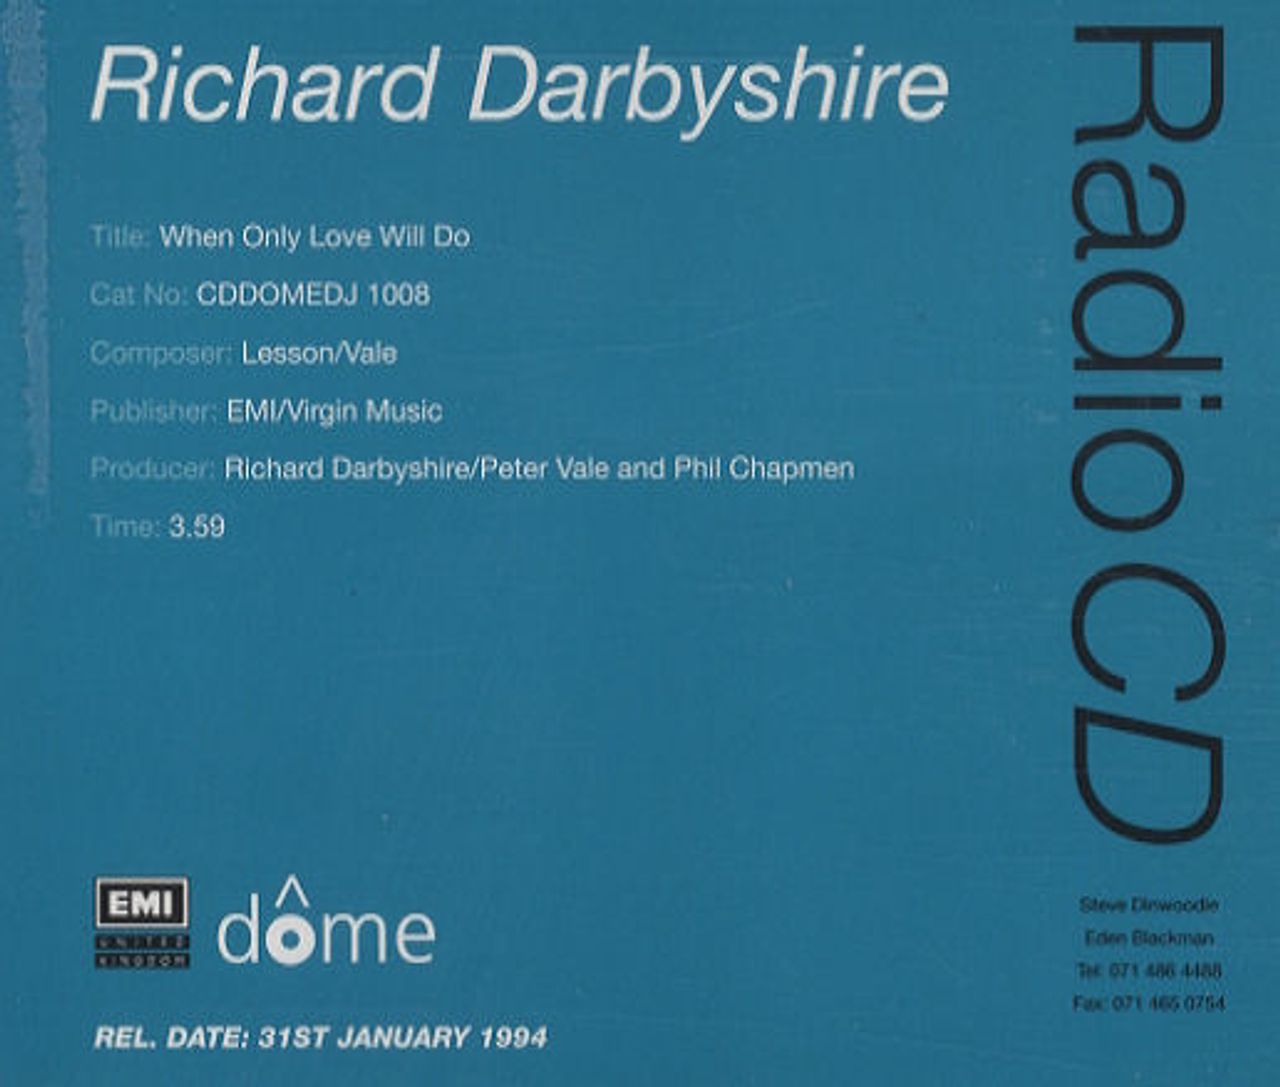 Richard Darbyshire
Title: When Only Love Will Do
Cat No: CDDOMEDJ 1008
Composer: Lesson/Vale
Publisher: EMI/Virgin Music
Producer: Richard Darbyshire/Peter Vale and Phil Chapmen
Time: 3.59
Radio CD
EMI
UNITED
KINGDOM
dôme
REL. DATE: 31ST JANUARY 1994
Steve Dinwoodie
Eden Blackman
Tel: 071 486 4488
Fax: 071 465 0754